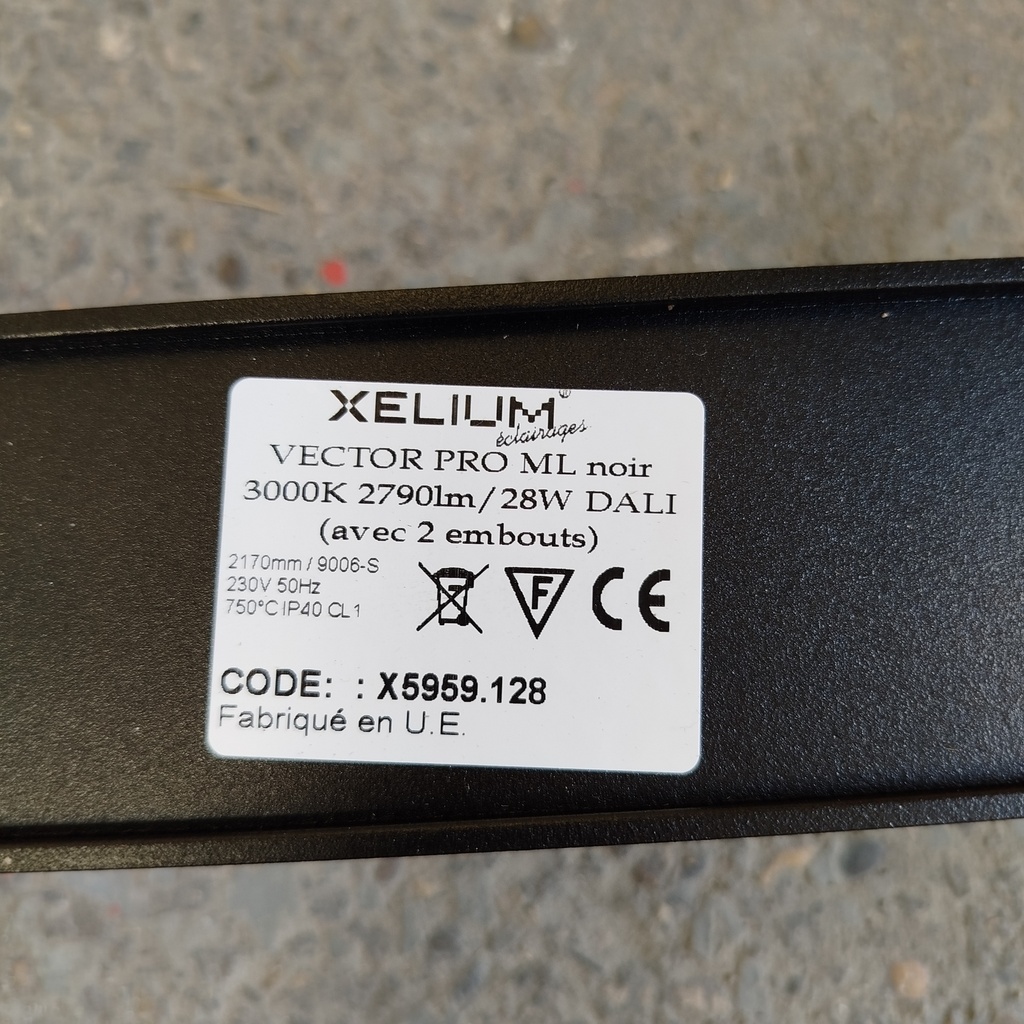 XELIUM®
éclairages
VECTOR PRO ML noir
3000K 2790lm/28W DALI
(avec 2 embouts)
2170mm / 9006-S
230V 50Hz
750°C IP40 CL1
F
CE
CODE: : X5959.128
Fabriqué en U.E.